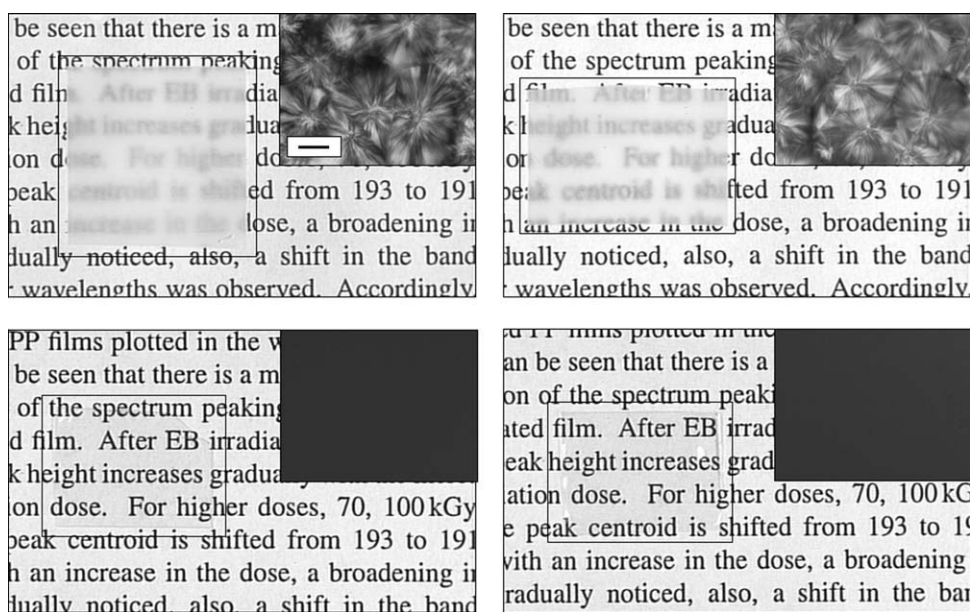 be seen that there is a m
of the spectrum peaking
d film. After EB irradia
k height increases gradua
ion dose. For higher do
peak centroid is shifted from 193 to 191
h an increase in the dose, a broadening in
dually noticed, also, a shift in the band
r wavelengths was observed. Accordingly,
be seen that there is a m
of the spectrum peaking
d film. After EB irradia
k height increases gradua
on dose. For higher do
peak centroid is shifted from 193 to 191
h an increase in the dose, a broadening in
dually noticed, also, a shift in the band
wavelengths was observed. Accordingly,
PP films plotted in the w
be seen that there is a m
of the spectrum peaking
d film. After EB irradia
k height increases gradua
ion dose. For higher doses, 70, 100 kGy
peak centroid is shifted from 193 to 191
h an increase in the dose, a broadening in
dually noticed, also, a shift in the band
films plotted in the
an be seen that there is a
on of the spectrum peaki
ated film. After EB irrad
eak height increases grad
iation dose. For higher doses, 70, 100 kG
e peak centroid is shifted from 193 to 19
with an increase in the dose, a broadening
radually noticed, also, a shift in the ban